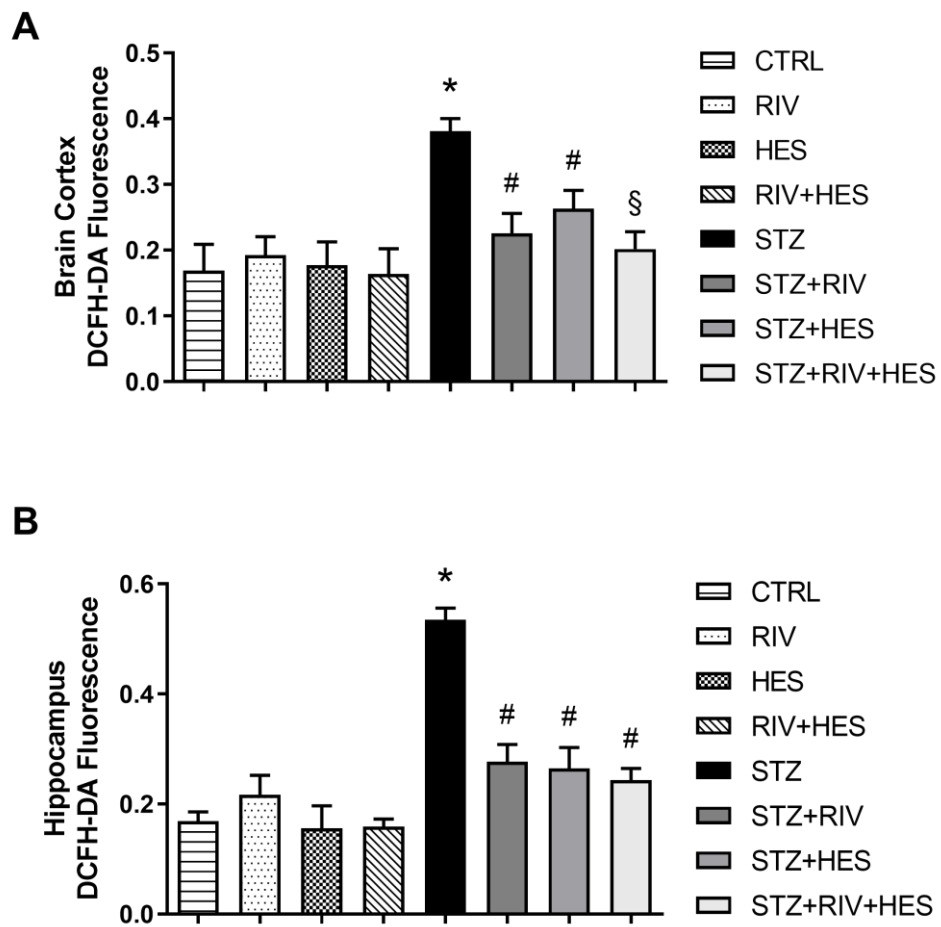 A
Brain Cortex
DCFH-DA Fluorescence
0.5
0.4
0.3
0.2
0.1
0.0
*
#
#
§
CTRL
RIV
HES
RIV+HES
STZ
STZ+RIV
STZ+HES
STZ+RIV+HES
B
Hippocampus
DCFH-DA Fluorescence
0.6
0.4
0.2
0.0
*
#
#
#
CTRL
RIV
HES
RIV+HES
STZ
STZ+RIV
STZ+HES
STZ+RIV+HES